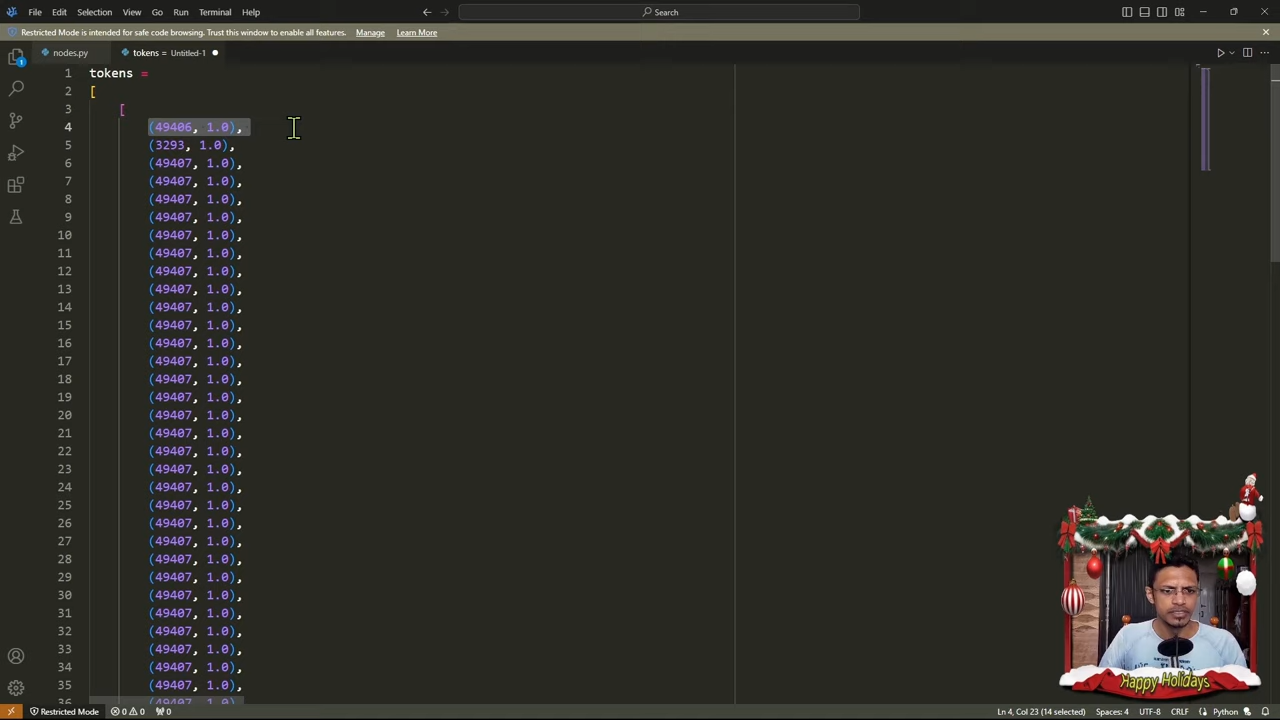 File Edit Selection View Go Run Terminal Help
Search
Restricted Mode is intended for safe code browsing. Trust this window to enable all features. Manage Learn More
nodes.py
tokens = Untitled-1
1 tokens =
2 [
3 [
4 (49406, 1.0),
5 (3293, 1.0),
6 (49407, 1.0),
7 (49407, 1.0),
8 (49407, 1.0),
9 (49407, 1.0),
10 (49407, 1.0),
11 (49407, 1.0),
12 (49407, 1.0),
13 (49407, 1.0),
14 (49407, 1.0),
15 (49407, 1.0),
16 (49407, 1.0),
17 (49407, 1.0),
18 (49407, 1.0),
19 (49407, 1.0),
20 (49407, 1.0),
21 (49407, 1.0),
22 (49407, 1.0),
23 (49407, 1.0),
24 (49407, 1.0),
25 (49407, 1.0),
26 (49407, 1.0),
27 (49407, 1.0),
28 (49407, 1.0),
29 (49407, 1.0),
30 (49407, 1.0),
31 (49407, 1.0),
32 (49407, 1.0),
33 (49407, 1.0),
34 (49407, 1.0),
35 (49407, 1.0),
36 (49407, 1.0),
Happy Holidays
Restricted Mode 0 0 0 Ln 4, Col 23 (14 selected) Spaces: 4 UTF-8 CRLF Python